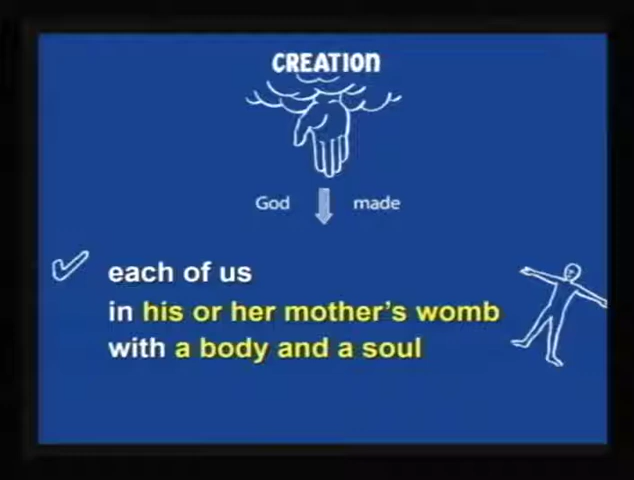 CREATION
God made
each of us
in his or her mother's womb
with a body and a soul